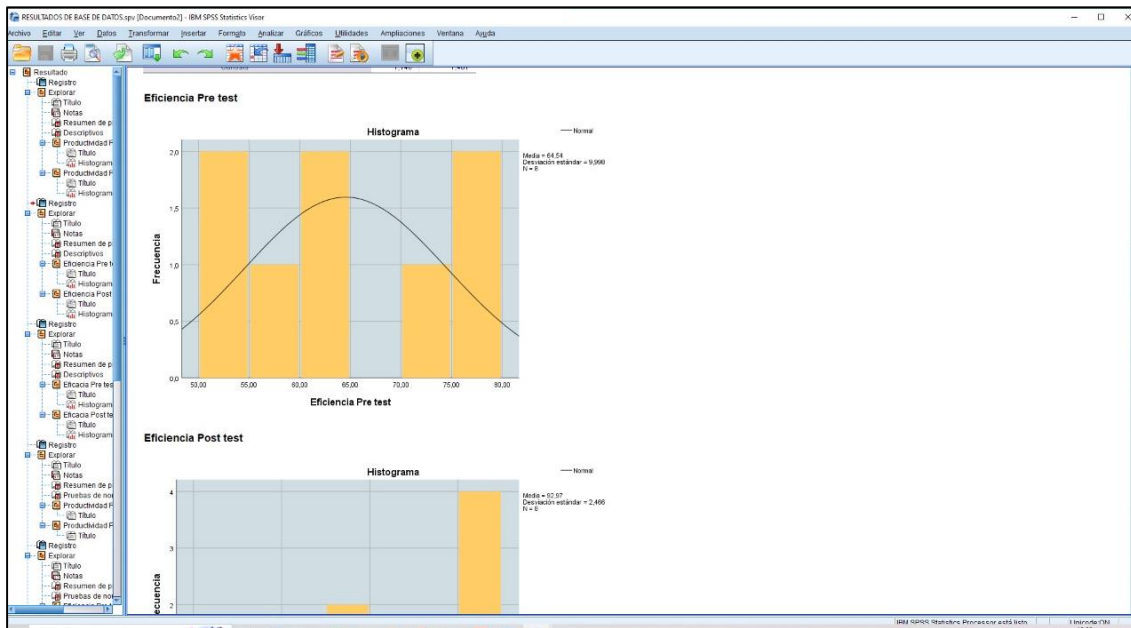 RESULTADOS DE BASE DE DATOS.spv [Documento2] - IBM SPSS Statistics Visor
Archivo Editar Ver Datos Transformar Insertar Formato Analizar Gráficos Utilidades Ampliaciones Ventana Ayuda
Resultado
Registro
Explorar
Título
Notas
Resumen de p
Descriptivos
Productividad P
Título
Histogram
Productividad P
Título
Histogram
Registro
Explorar
Título
Notas
Resumen de p
Descriptivos
Eficiencia Pre t
Título
Histogram
Eficiencia Post
Título
Histogram
Registro
Explorar
Título
Notas
Resumen de p
Descriptivos
Eficacia Pre tes
Título
Histogram
Eficacia Post te
Título
Histogram
Registro
Explorar
Título
Notas
Resumen de p
Pruebas de nor
Productividad P
Título
Productividad P
Título
Registro
Explorar
Título
Notas
Resumen de p
Pruebas de nor
Eficiencia Pre test
Histograma
Normal
Media = 64,54
Desviación estándar = 9,998
N = 8
2,0
1,5
1,0
0,5
0,0
Frecuencia
50,00 55,00 60,00 65,00 70,00 75,00 80,00
Eficiencia Pre test
Eficiencia Post test
Histograma
Normal
Media = 92,97
Desviación estándar = 2,466
N = 8
4
3
2
ecuencia
IBM SPSS Statistics Processor está listo Unicode:ON